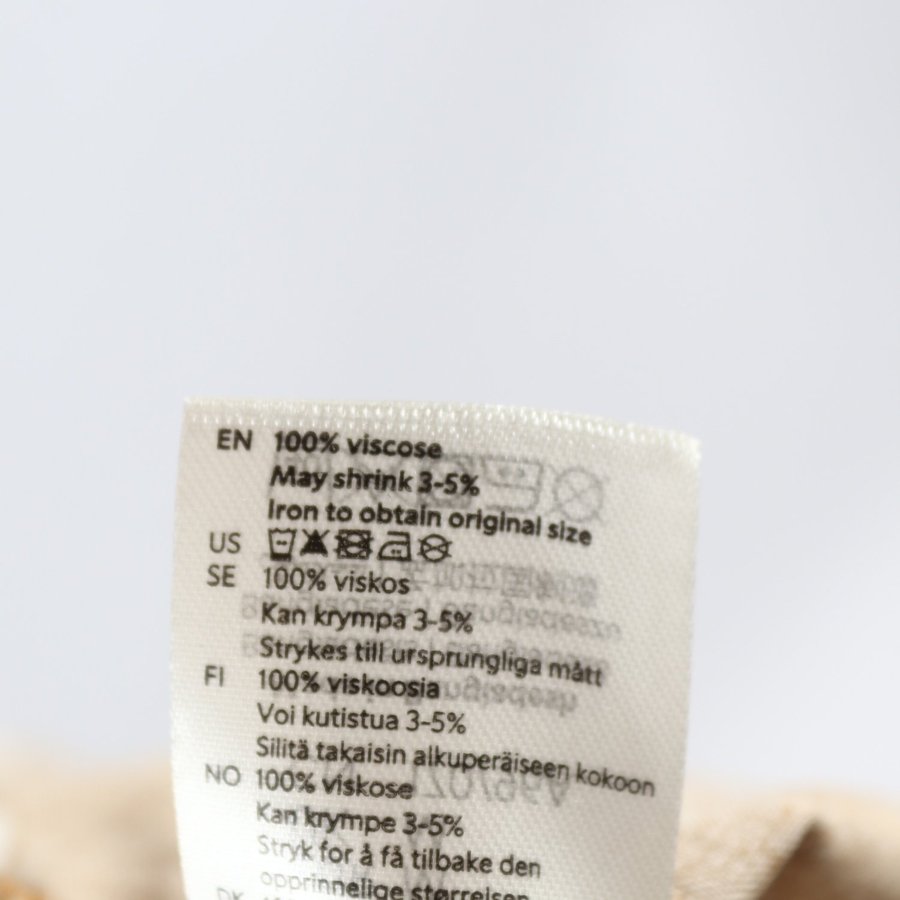 EN 100% viscose
May shrink 3-5%
Iron to obtain original size
US
SE 100% viskos
Kan krympa 3-5%
Strykes till ursprungliga mått
FI 100% viskoosia
Voi kutistua 3-5%
Silitä takaisin alkuperäiseen kokoon
NO 100% viskose
Kan krympe 3-5%
Stryk for å få tilbake den
opprinnelige størrelsen
DK